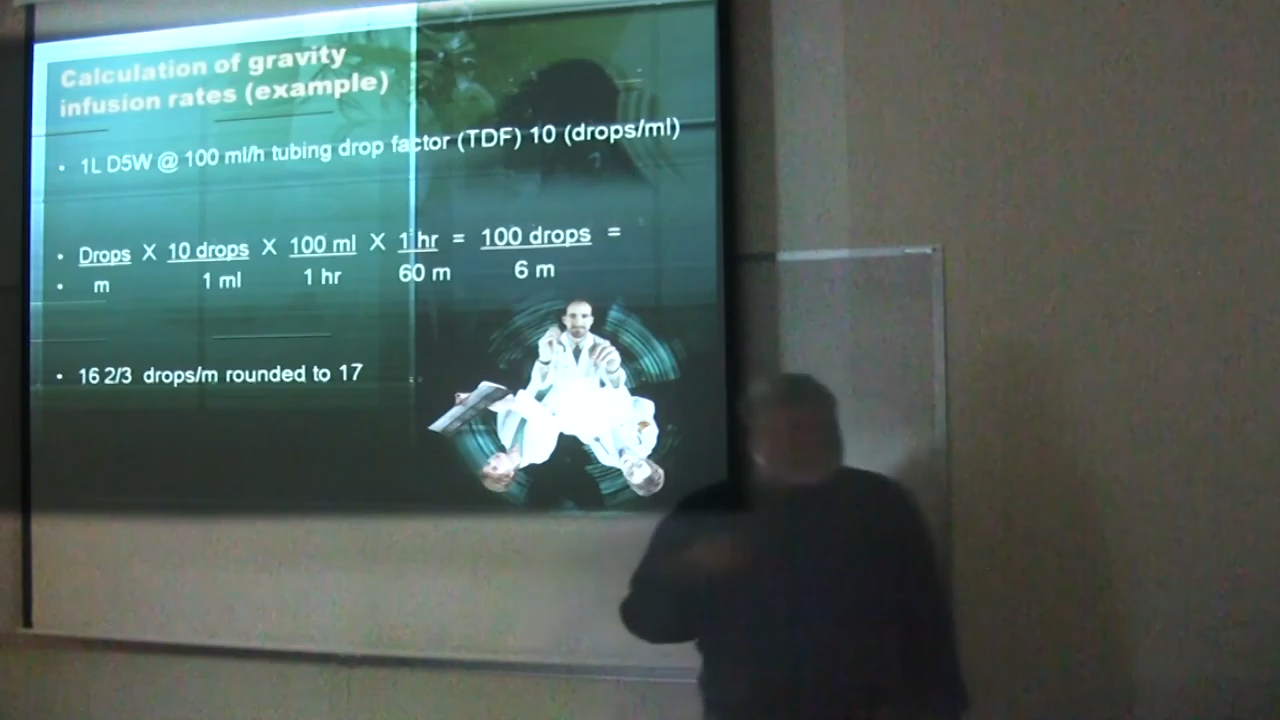 Calculation of gravity
infusion rates (example)
• 1L D5W @ 100 ml/h tubing drop factor (TDF) 10 (drops/ml)
• Drops X 10 drops X 100 ml X 1 hr = 100 drops =
• m 1 ml 1 hr 60 m 6 m
• 16 2/3 drops/m rounded to 17